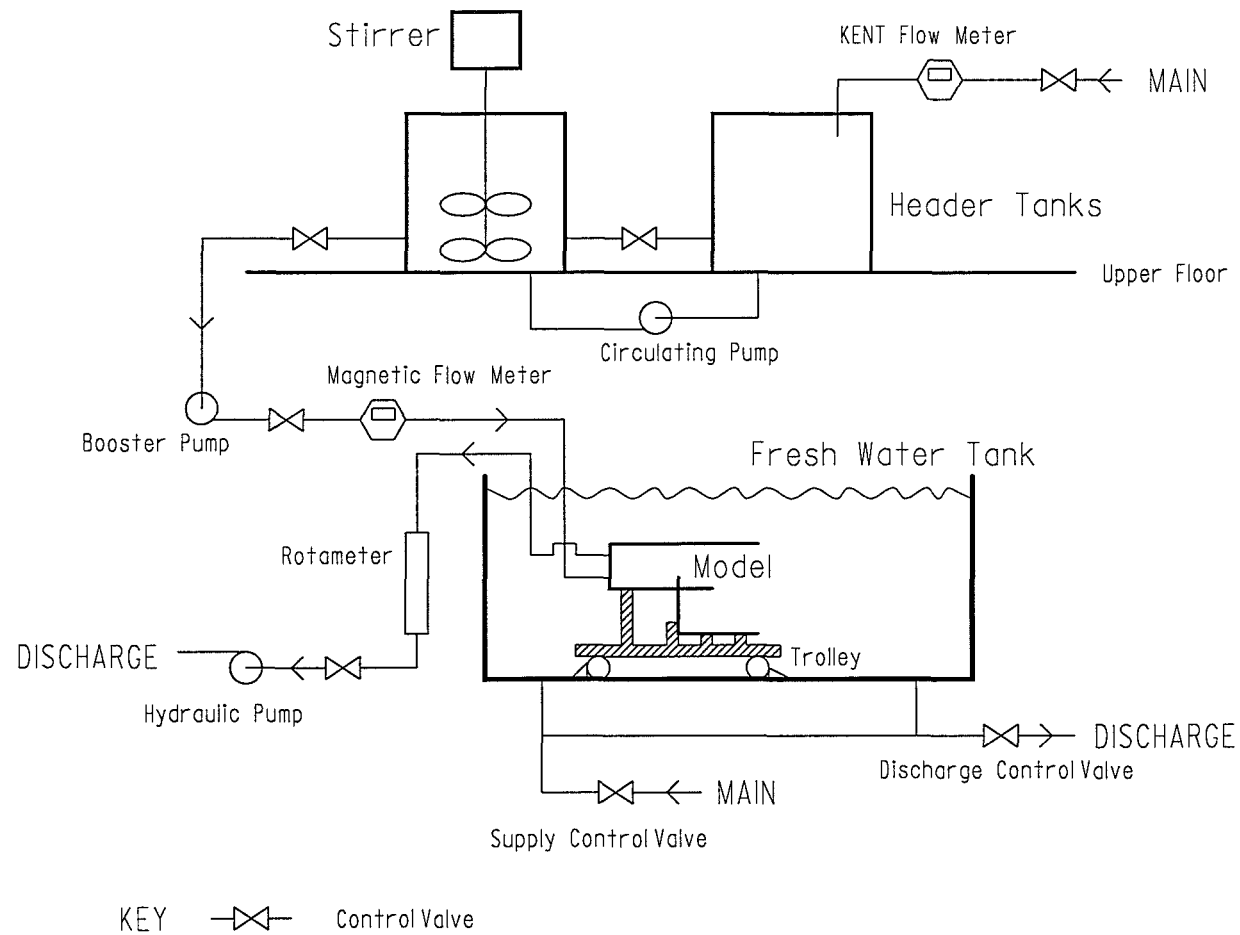 Stirrer
KENT Flow Meter
MAIN
Header Tanks
Upper Floor
Circulating Pump
Magnetic Flow Meter
Booster Pump
Fresh Water Tank
Rotameter
Model
DISCHARGE
Trolley
Hydraulic Pump
DISCHARGE
Discharge Control Valve
MAIN
Supply Control Valve
KEY Control Valve